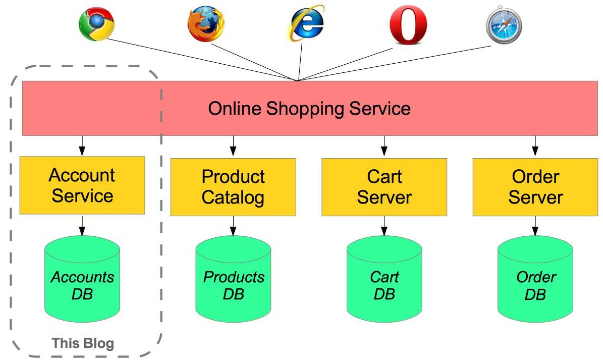 Online Shopping Service
Account
Service
Product
Catalog
Cart
Server
Order
Server
Accounts
DB
Products
DB
Cart
DB
Order
DB
This Blog